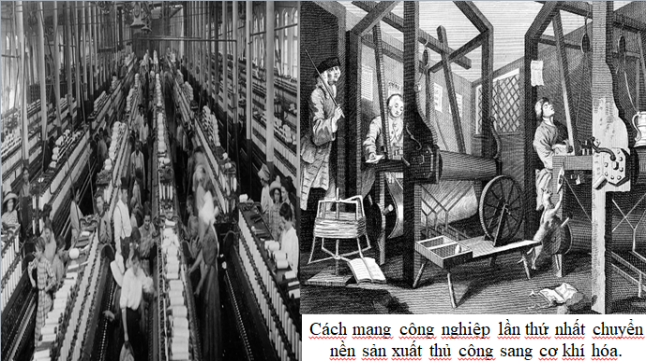 Cách mạng công nghiệp lần thứ nhất chuyển
nền sản xuất thủ công sang cơ khí hóa.